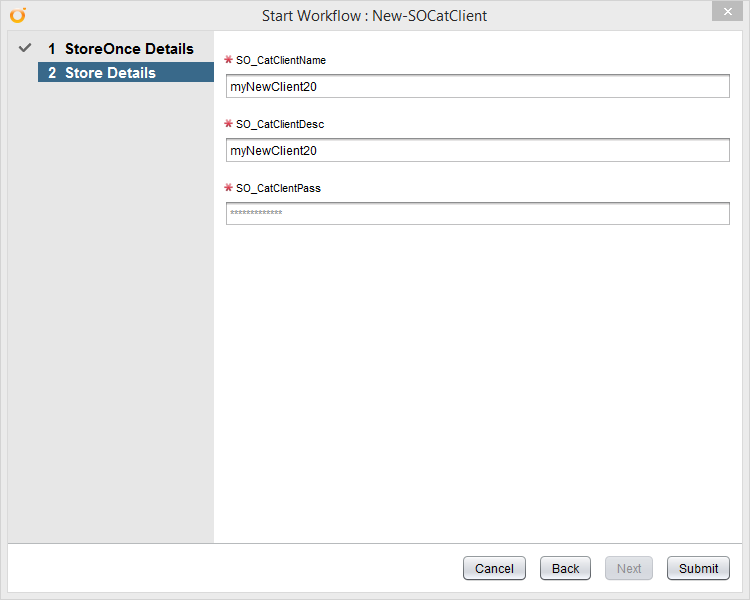 Start Workflow : New-SOCatClient
1 StoreOnce Details
2 Store Details
* SO_CatClientName
myNewClient20
* SO_CatClientDesc
myNewClient20
* SO_CatClentPass
*************
Cancel Back Next Submit